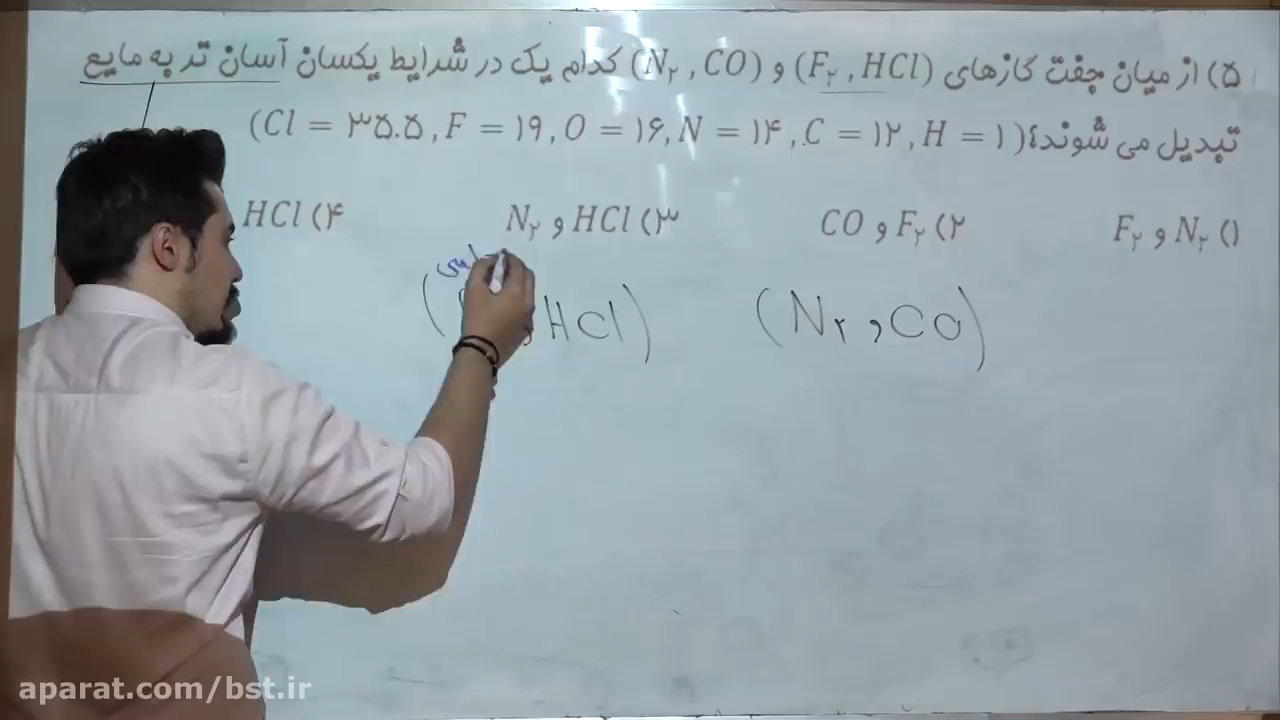 ۵) از میان جفت گازهای (F۲ , HCl) و (N۲ , CO) کدام یک در شرایط یکسان آسان تر به مایع
تبدیل می شوند؟( Cl = ۳۵.۵ , F = ۱۹ , O = ۱۶ , N = ۱۴ , C = ۱۲ , H = ۱)
۱) N۲ و F۲ ۲) F۲ و CO ۳) HCl و N۲ ۴) HCl
(N۲ , CO)
HCl)
aparat.com/bst.ir